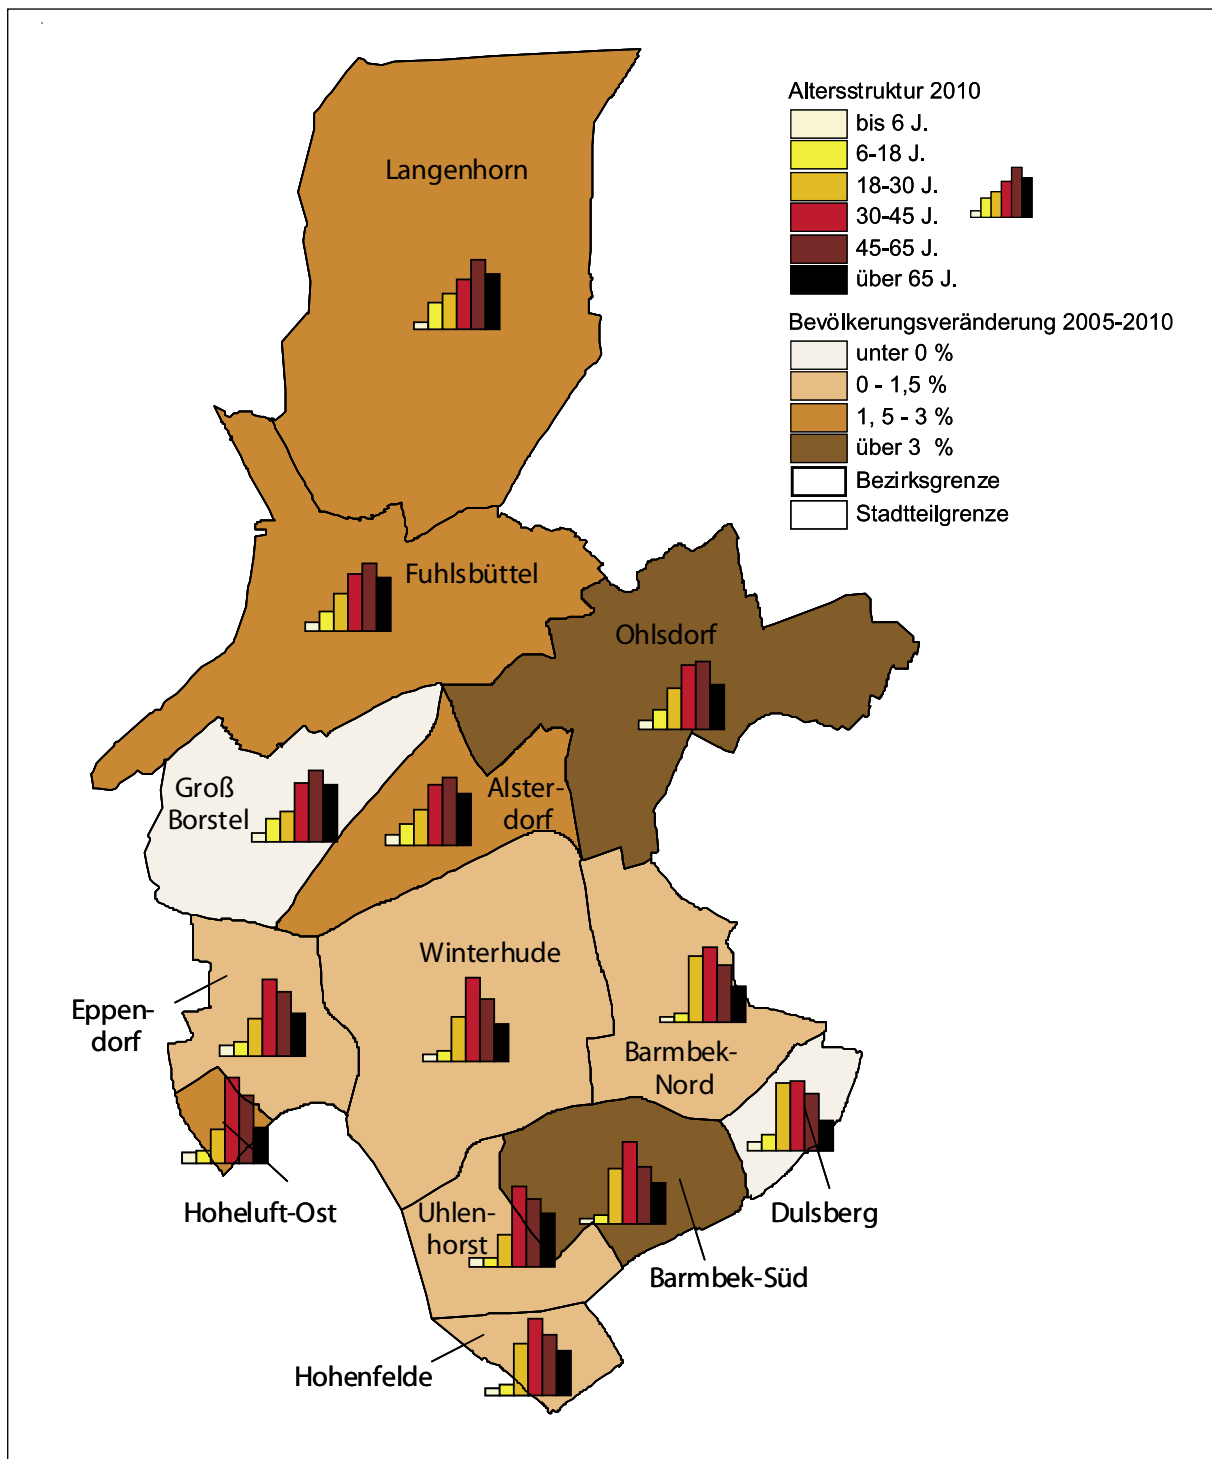 Altersstruktur 2010
bis 6 J.
6-18 J.
18-30 J.
30-45 J.
45-65 J.
über 65 J.
Bevölkerungsveränderung 2005-2010
unter 0 %
0 - 1,5 %
1, 5 - 3 %
über 3 %
Bezirksgrenze
Stadtteilgrenze
Langenhorn
Fuhlsbüttel
Ohlsdorf
Groß
Borstel
Alster-
dorf
Winterhude
Eppen-
dorf
Barmbek-
Nord
Hoheluft-Ost
Uhlen-
horst
Dulsberg
Barmbek-Süd
Hohenfelde